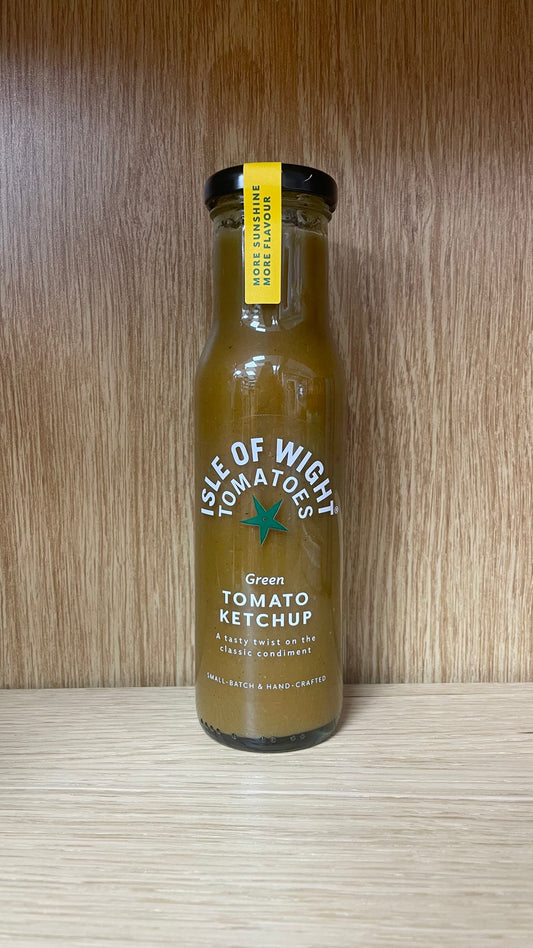 MORE SUNSHINE
MORE FLAVOUR
ISLE OF WIGHT
TOMATOES®
Green
TOMATO
KETCHUP
A tasty twist on the
classic condiment
SMALL-BATCH & HAND-CRAFTED